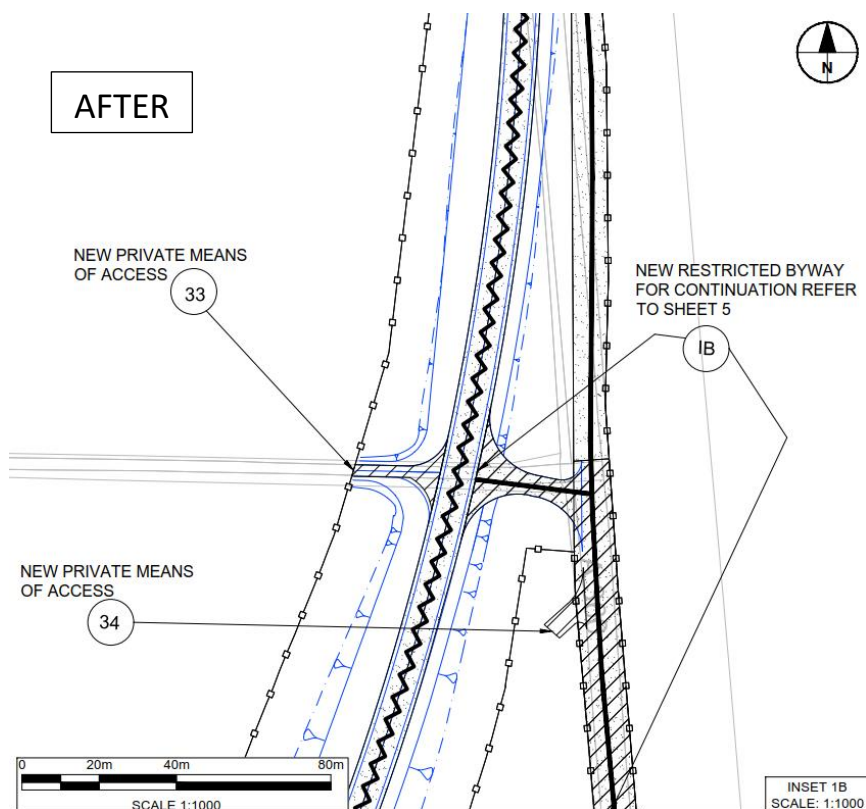 AFTER
N
NEW PRIVATE MEANS
OF ACCESS
33
NEW RESTRICTED BYWAY
FOR CONTINUATION REFER
TO SHEET 5
IB
NEW PRIVATE MEANS
OF ACCESS
34
0 20m 40m 80m
SCALE 1:1000
INSET 1B
SCALE: 1:1000